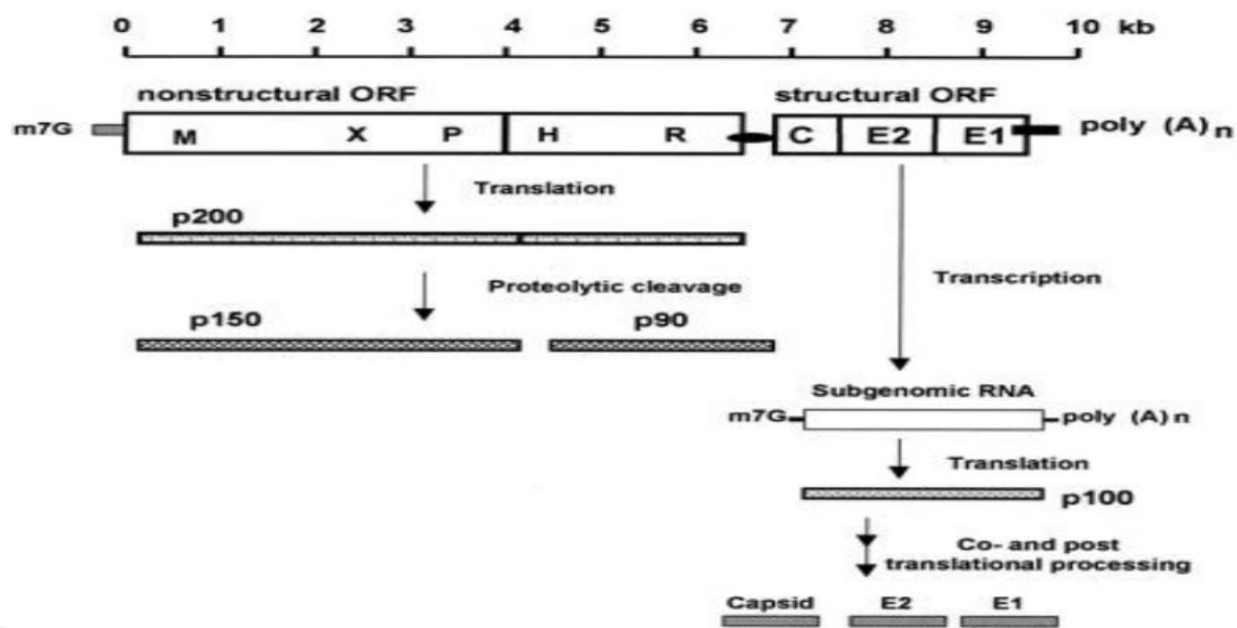 0 1 2 3 4 5 6 7 8 9 10 kb
nonstructural ORF structural ORF
m7G M X P H R C E2 E1 poly (A)n
Translation
p200
Proteolytic cleavage
Transcription
p150 p90
Subgenomic RNA
m7G poly (A)n
Translation
p100
Co- and post
translational processing
Capsid E2 E1